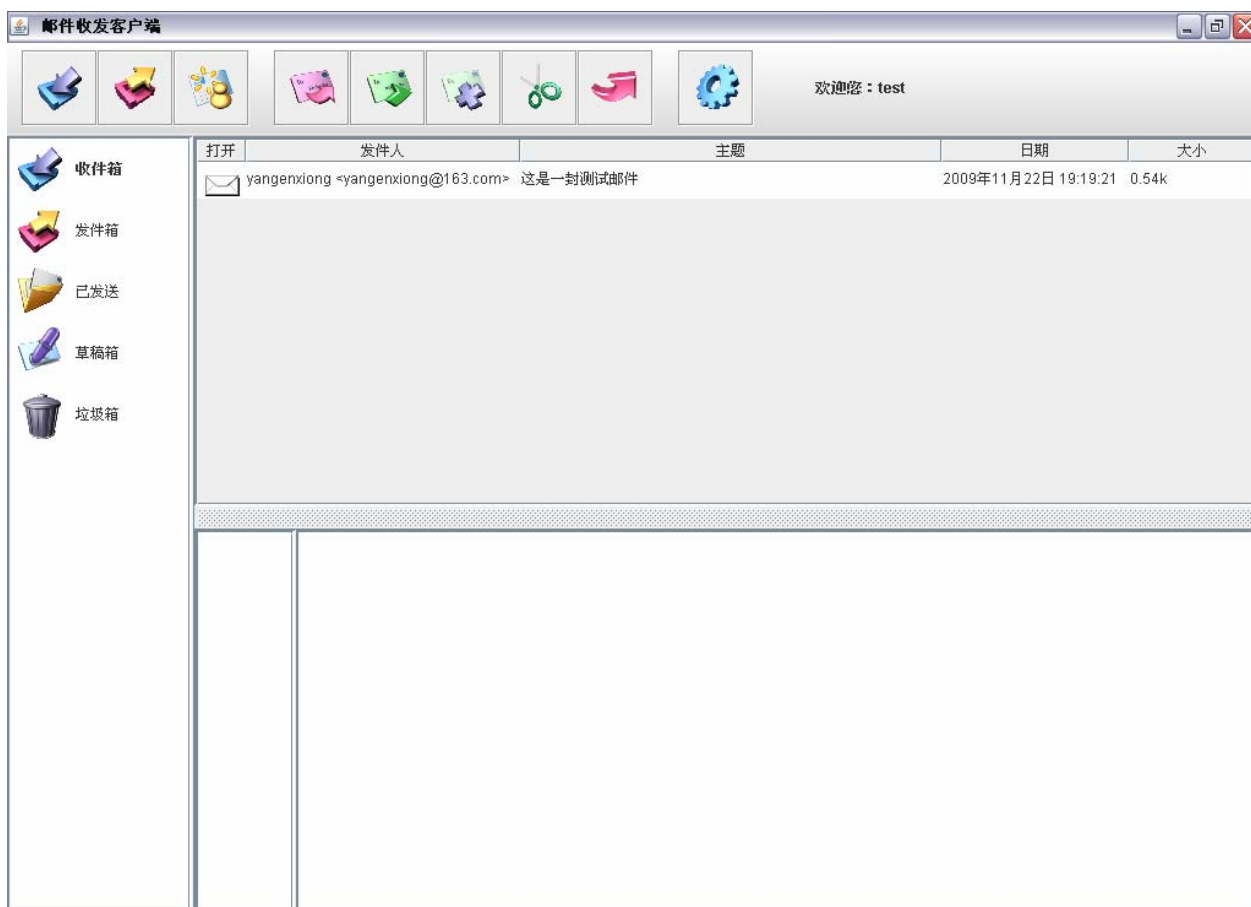 邮件收发客户端
欢迎您：test
收件箱
发件箱
已发送
草稿箱
垃圾箱
打开 发件人 主题 日期 大小
yangenxiong <yangenxiong@163.com> 这是一封测试邮件 2009年11月22日 19:19:21 0.54k